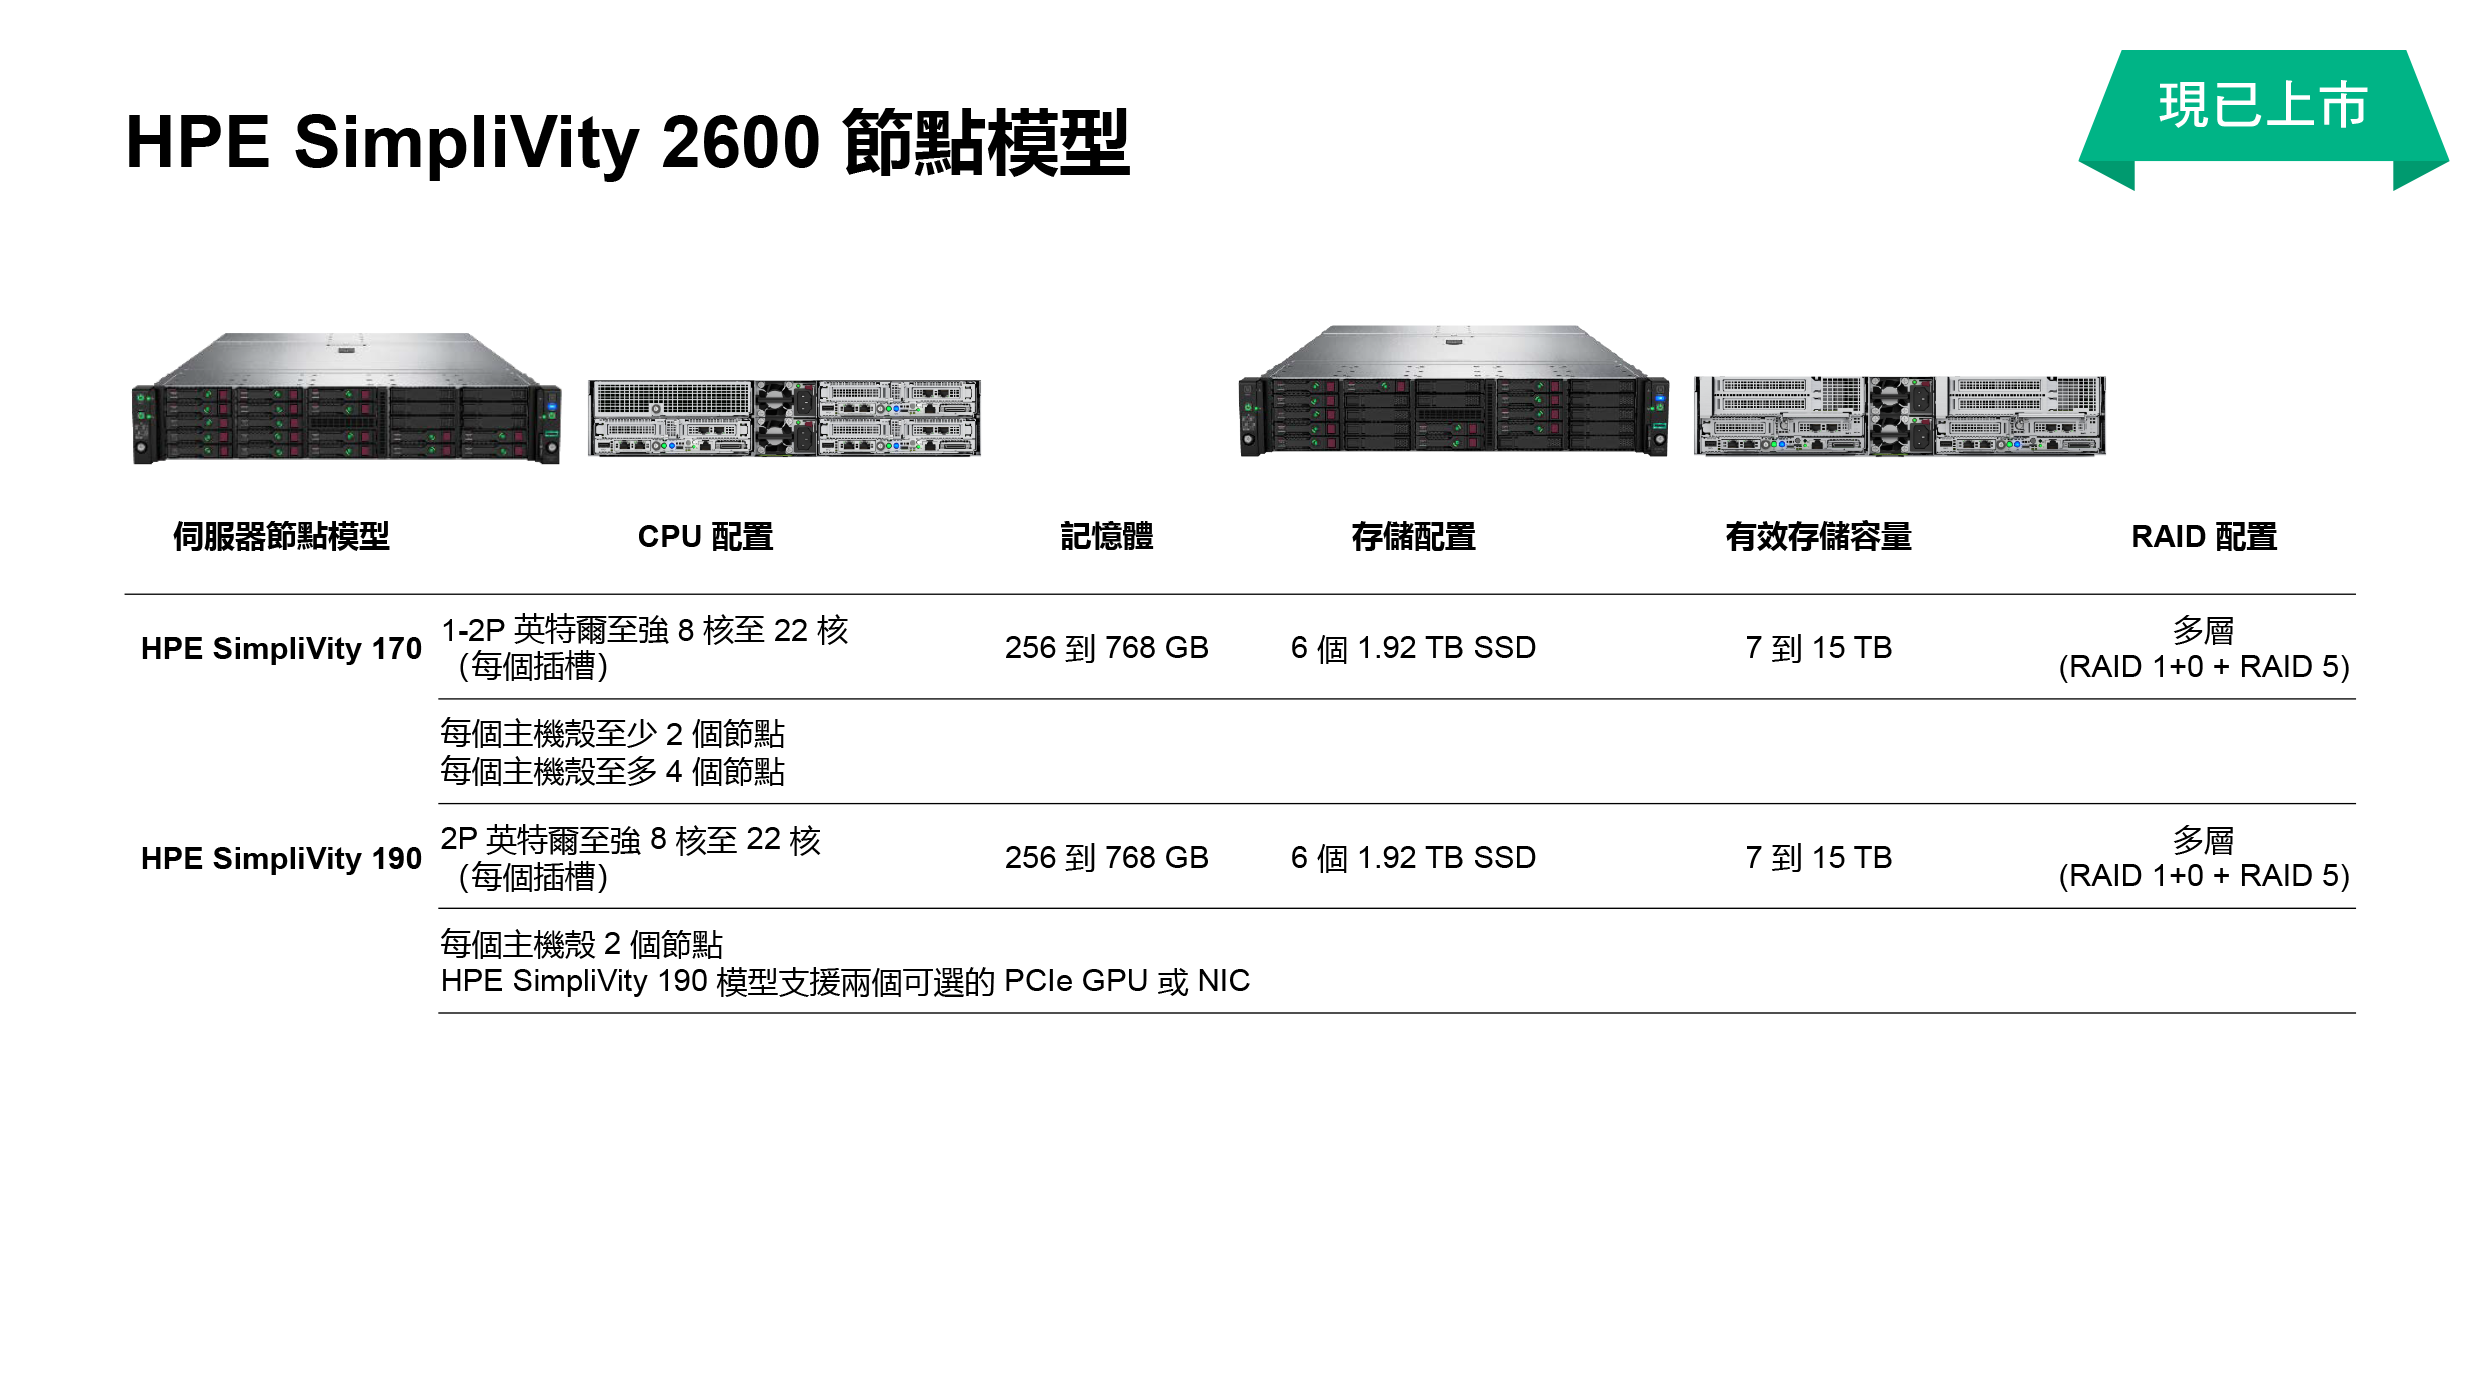 現已上市
HPE SimpliVity 2600 節點模型
伺服器節點模型 CPU 配置 記憶體 存儲配置 有效存儲容量 RAID 配置
HPE SimpliVity 170
1-2P 英特爾至強 8 核至 22 核
（每個插槽）
256 到 768 GB
6 個 1.92 TB SSD
7 到 15 TB
多層
(RAID 1+0 + RAID 5)
每個主機殼至少 2 個節點
每個主機殼至多 4 個節點
HPE SimpliVity 190
2P 英特爾至強 8 核至 22 核
（每個插槽）
256 到 768 GB
6 個 1.92 TB SSD
7 到 15 TB
多層
(RAID 1+0 + RAID 5)
每個主機殼 2 個節點
HPE SimpliVity 190 模型支援兩個可選的 PCIe GPU 或 NIC